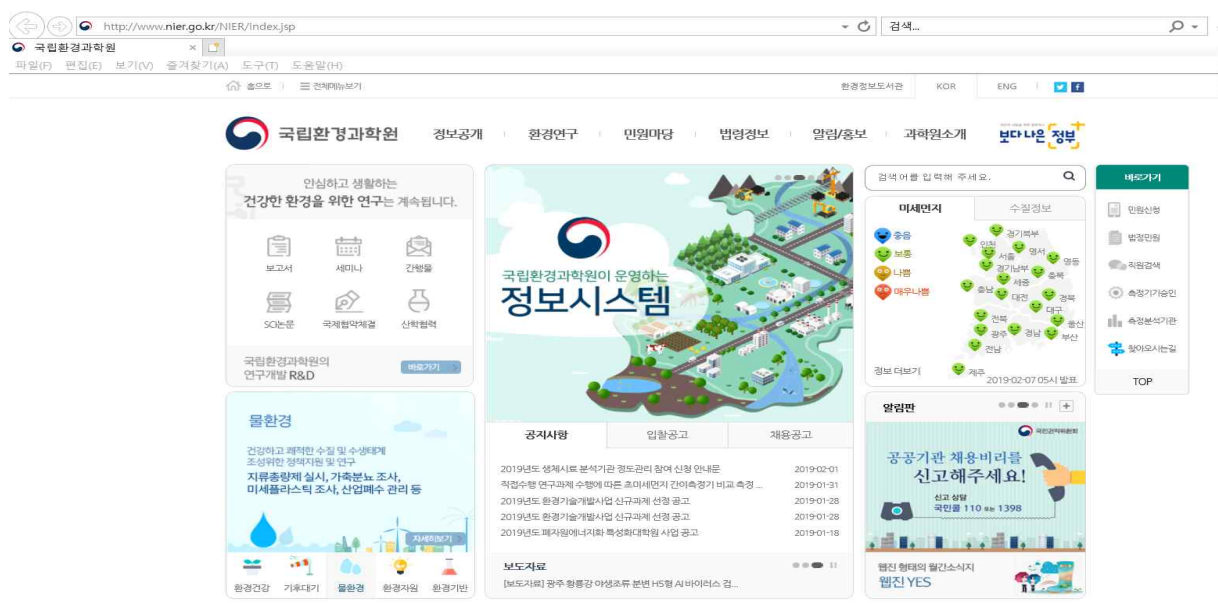 http://www.nier.go.kr/NIER/Index.jsp
검색...
국립환경과학원
파일(F) 편집(E) 보기(V) 즐겨찾기(A) 도구(T) 도움말(H)
홈으로 전체메뉴보기
환경정보도서관 KOR ENG
국립환경과학원
정보공개 환경연구 민원마당 법령정보 알림/홍보 과학원소개
보다나은 정부
안심하고 생활하는
건강한 환경을 위한 연구는 계속됩니다.
보고서 세미나 간행물
SCI논문 국제협약체결 산학협력
국립환경과학원의
연구개발 R&D
바로가기
물환경
건강하고 쾌적한 수질 및 수생태계
조성위한 정책지원 및 연구
지류총량제 실시, 가축분뇨 조사,
미세플라스틱 조사, 산업폐수 관리 등
자세히보기
환경건강 기후대기 물환경 환경자원 환경기반
국립환경과학원이 운영하는
정보시스템
공지사항 입찰공고 채용공고
2019년도 생체시료 분석기관 정도관리 참여 신청 안내문 2019-02-01
직접수행 연구과제 수행에 따른 초미세먼지 간이측정기 비교 측정 ... 2019-01-31
2019년도 환경기술개발사업 신규과제 선정 공고 2019-01-28
2019년도 환경기술개발사업 신규과제 선정 공고 2019-01-28
2019년도 폐자원에너지화 특성화대학원 사업 공고 2019-01-18
보도자료
[보도자료] 광주 황룡강 야생조류 분변 H5형 AI 바이러스 검...
검색어를 입력해 주세요.
미세먼지 수질정보
좋음
보통
나쁨
매우나쁨
경기북부
인천
서울
영서
영동
경기남부
충북
세종
충남
대전
경북
대구
전북
울산
광주
경남
부산
전남
제주
정보 더보기
2019-02-07 05시 발표
알림판
국민권익위원회
공공기관 채용비리를
신고해주세요!
신고 상담
국민콜 110 또는 1398
웹진 형태의 월간소식지
웹진 YES
바로가기
민원신청
법정민원
직원검색
측정기기승인
측정분석기관
찾아오시는길
TOP